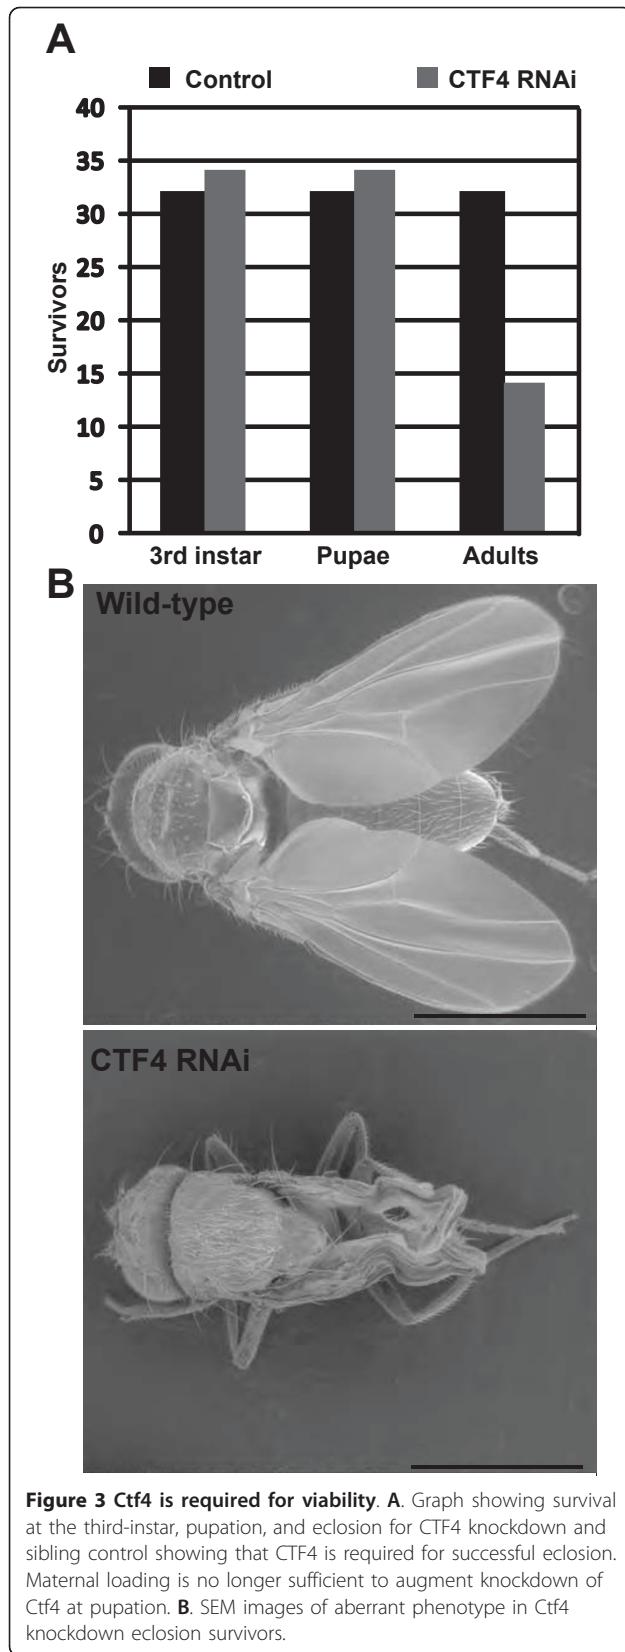 A
Control CTF4 RNAi
40
35
30
25
20
15
10
5
0
Survivors
3rd instar Pupae Adults
B
Wild-type
CTF4 RNAi
Figure 3 Ctf4 is required for viability. A. Graph showing survival
at the third-instar, pupation, and eclosion for CTF4 knockdown and
sibling control showing that CTF4 is required for successful eclosion.
Maternal loading is no longer sufficient to augment knockdown of
Ctf4 at pupation. B. SEM images of aberrant phenotype in Ctf4
knockdown eclosion survivors.